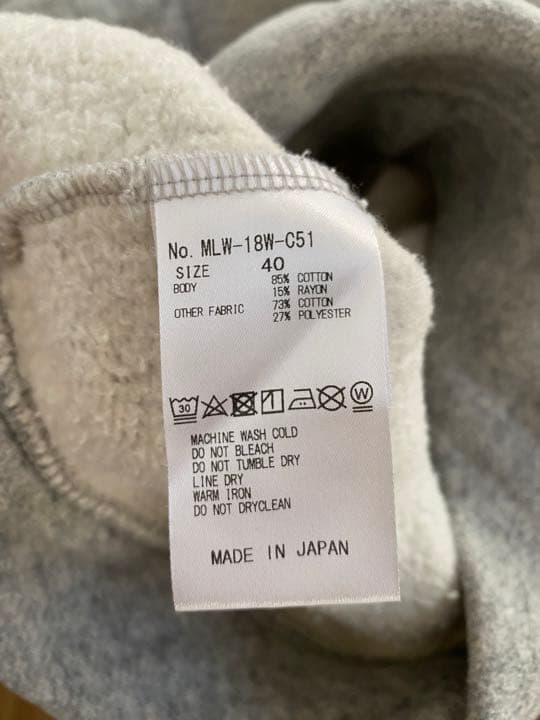 No. MLW-18W-C51
SIZE 40
BODY 85% COTTON
15% RAYON
OTHER FABRIC 73% COTTON
27% POLYESTER
30 W
MACHINE WASH COLD
DO NOT BLEACH
DO NOT TUMBLE DRY
LINE DRY
WARM IRON
DO NOT DRYCLEAN
MADE IN JAPAN